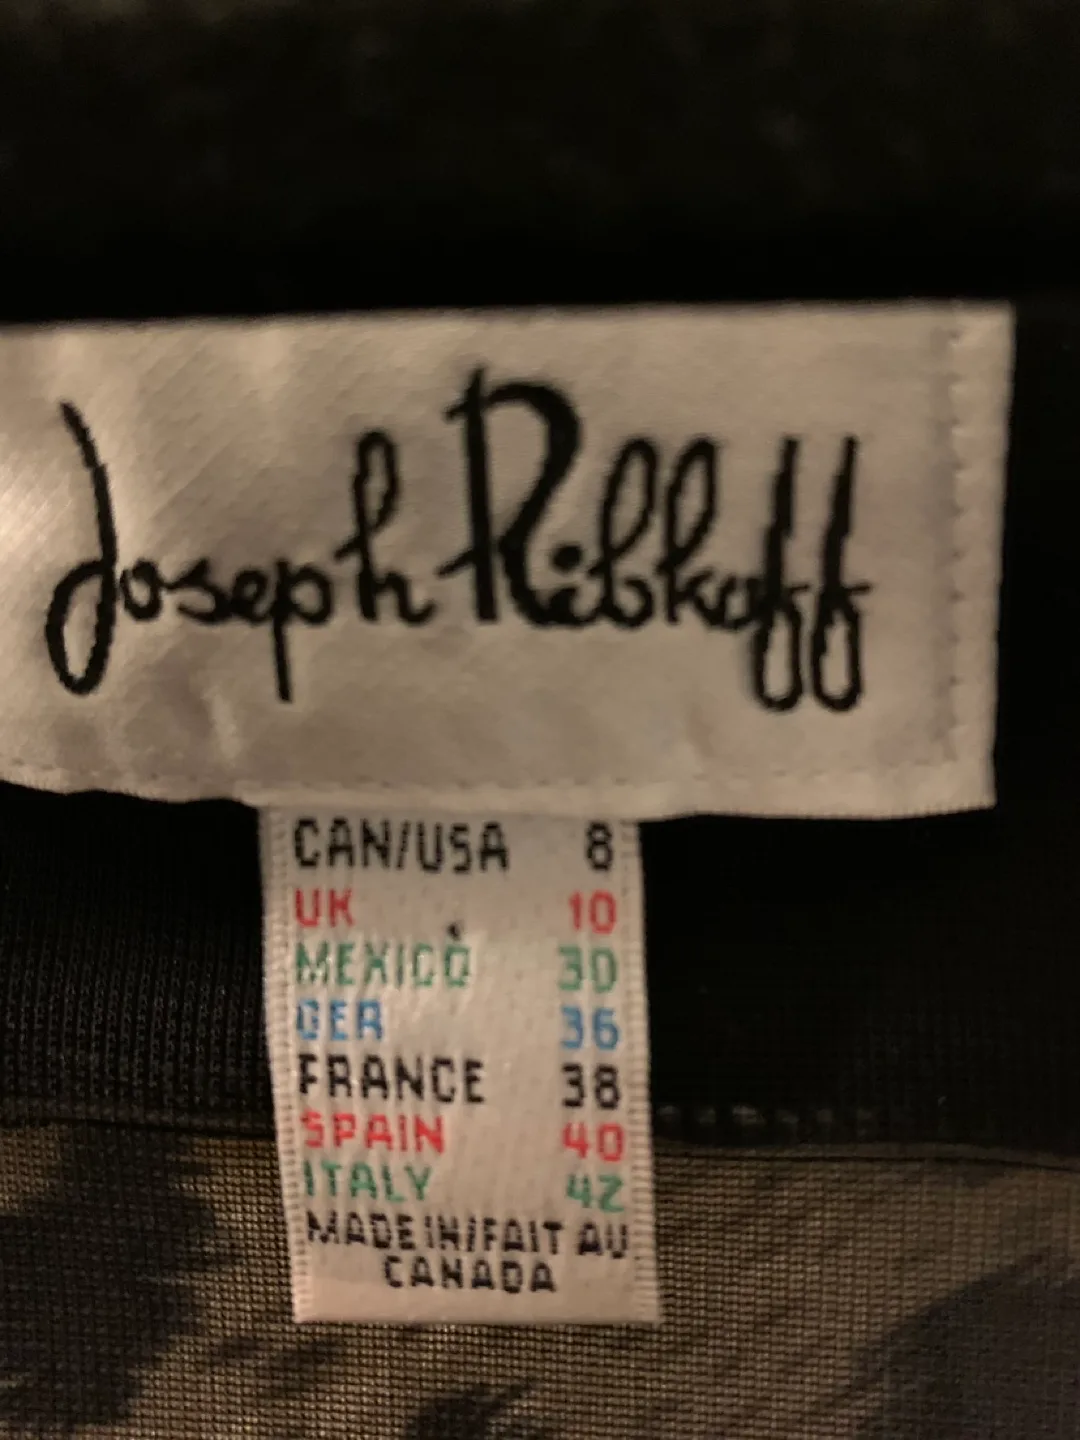 Joseph Ribkoff
CAN/USA 8
UK 10
MEXICO 30
GER 36
FRANCE 38
SPAIN 40
ITALY 42
MADE IN/FAIT AU
CANADA